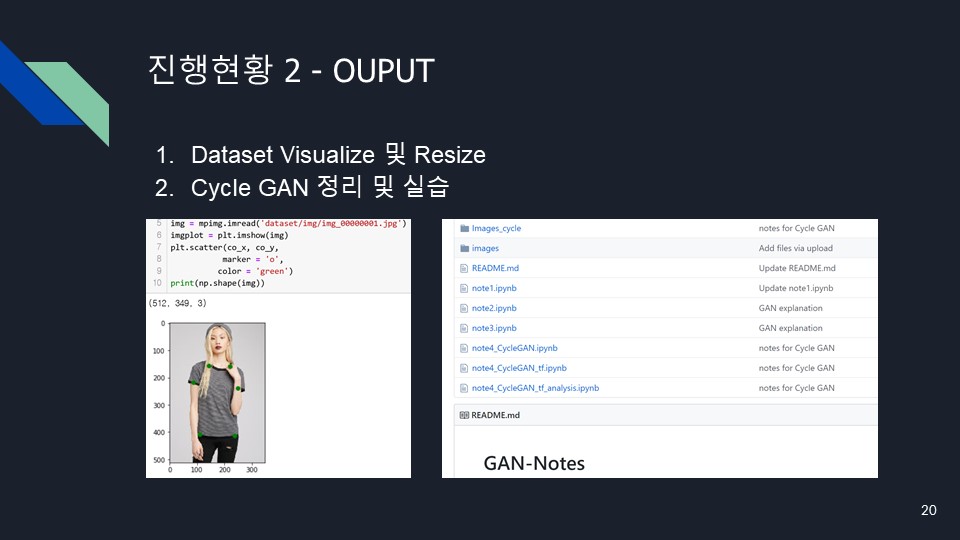 진행현황 2 - OUPUT
1. Dataset Visualize 및 Resize
2. Cycle GAN 정리 및 실습
5 img = mpimg.imread('dataset/img/img_00000001.jpg')
6 imgplot = plt.imshow(img)
7 plt.scatter(co_x, co_y,
8 marker = 'o',
9 color = 'green')
10 print(np.shape(img))
(512, 349, 3)
0
100
200
300
400
500
0 100 200 300
Images_cycle notes for Cycle GAN
images Add files via upload
README.md Update README.md
note1.ipynb Update note1.ipynb
note2.ipynb GAN explanation
note3.ipynb GAN explanation
note4_CycleGAN.ipynb notes for Cycle GAN
note4_CycleGAN_tf.ipynb notes for Cycle GAN
note4_CycleGAN_tf_analysis.ipynb notes for Cycle GAN
README.md
GAN-Notes
20